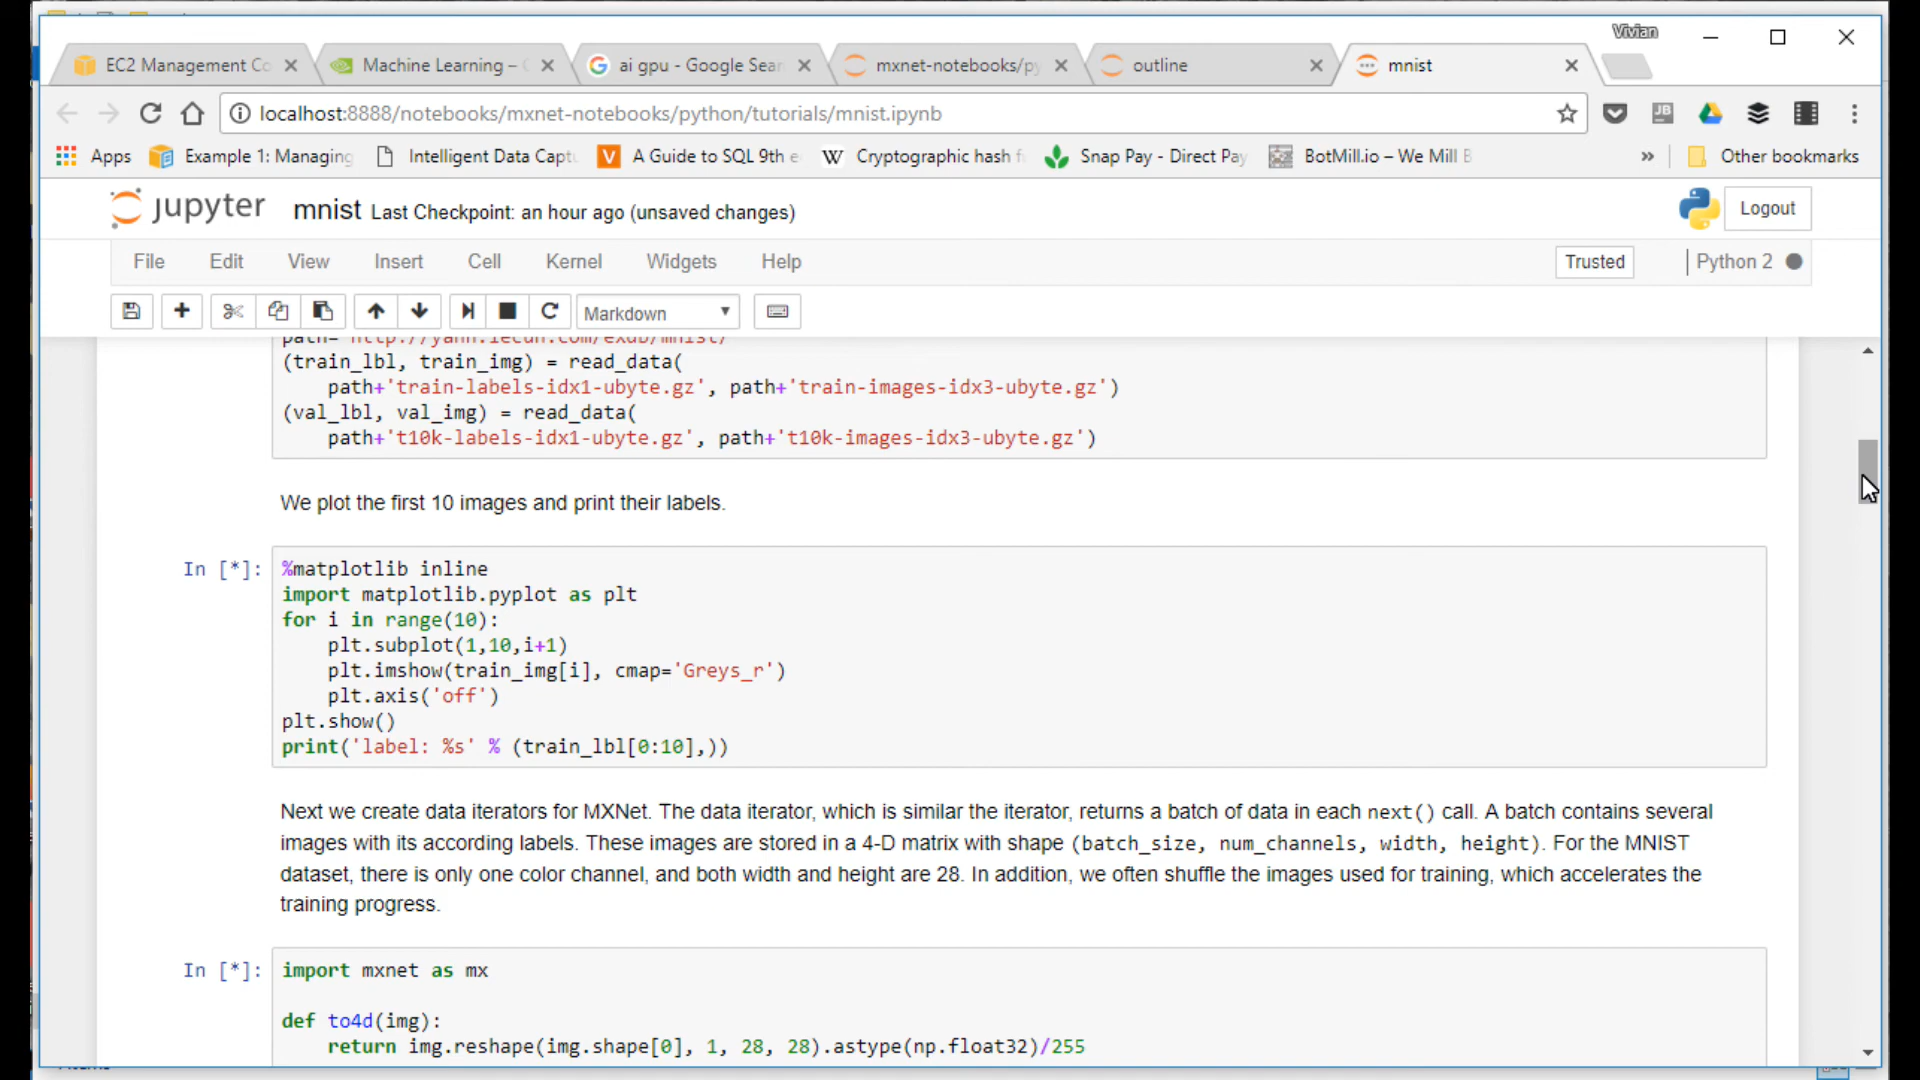 Vivian
EC2 Management Co
Machine Learning –
ai gpu - Google Sear
mxnet-notebooks/py
outline
mnist
localhost:8888/notebooks/mxnet-notebooks/python/tutorials/mnist.ipynb
JB
Apps
Example 1: Managing
Intelligent Data Captu
V
A Guide to SQL 9th e
W
Cryptographic hash f
Snap Pay - Direct Pay
BotMill.io – We Mill B
»
Other bookmarks
jupyter
mnist Last Checkpoint: an hour ago (unsaved changes)
Logout
File Edit View Insert Cell Kernel Widgets Help
Trusted
Python 2
Markdown
path='http://yann.lecun.com/exdb/mnist/'
(train_lbl, train_img) = read_data(
path+'train-labels-idx1-ubyte.gz', path+'train-images-idx3-ubyte.gz')
(val_lbl, val_img) = read_data(
path+'t10k-labels-idx1-ubyte.gz', path+'t10k-images-idx3-ubyte.gz')
We plot the first 10 images and print their labels.
In [*]:
%matplotlib inline
import matplotlib.pyplot as plt
for i in range(10):
plt.subplot(1,10,i+1)
plt.imshow(train_img[i], cmap='Greys_r')
plt.axis('off')
plt.show()
print('label: %s' % (train_lbl[0:10],))
Next we create data iterators for MXNet. The data iterator, which is similar the iterator, returns a batch of data in each next() call. A batch contains several
images with its according labels. These images are stored in a 4-D matrix with shape (batch_size, num_channels, width, height). For the MNIST
dataset, there is only one color channel, and both width and height are 28. In addition, we often shuffle the images used for training, which accelerates the
training progress.
In [*]:
import mxnet as mx
def to4d(img):
return img.reshape(img.shape[0], 1, 28, 28).astype(np.float32)/255